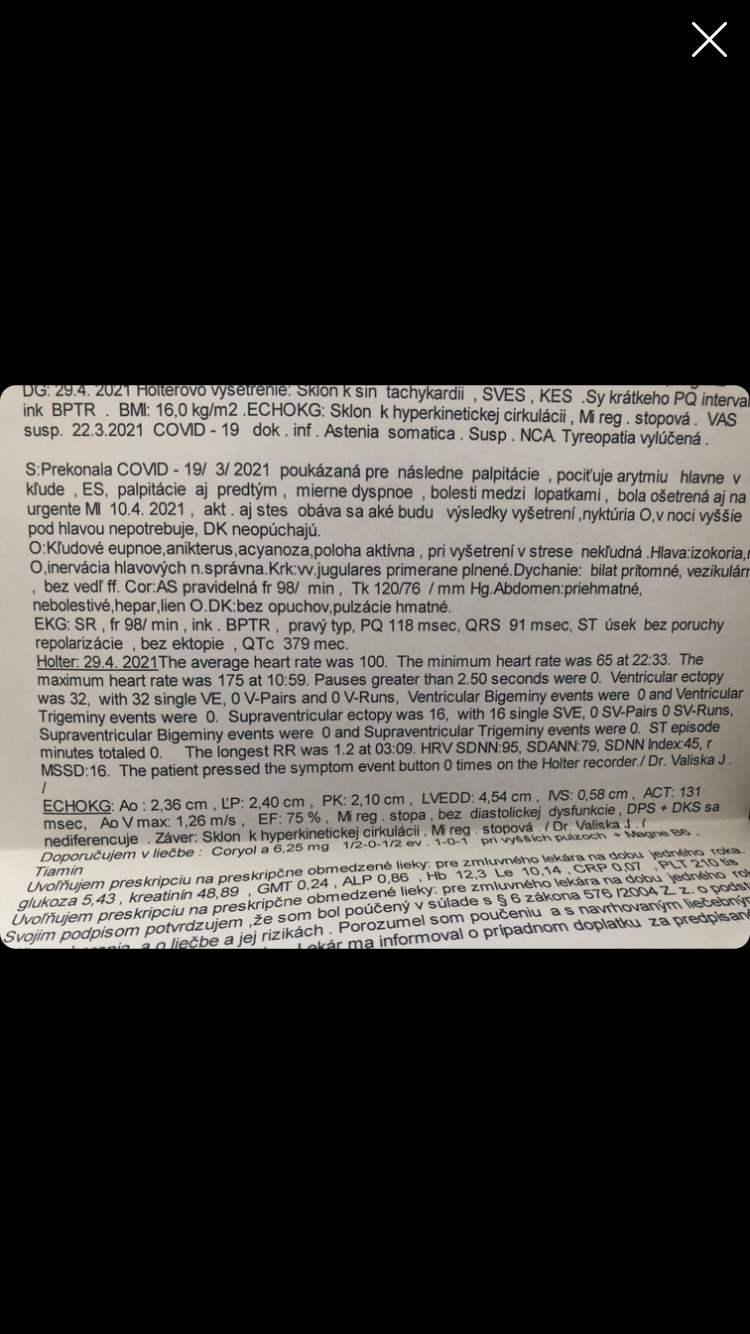 DG: 29.4. 2021 Holterovo vyšetrenie: Sklon k sin tachykardii , SVES , KES .Sy krátkeho PQ interval
ink BPTR . BMI: 16,0 kg/m2 .ECHOKG: Sklon k hyperkinetickej cirkulácii , Mi reg . stopová . VAS
susp. 22.3.2021 COVID - 19 dok . inf . Astenia somatica . Susp . NCA. Tyreopatia vylúčená .
S:Prekonala COVID - 19/ 3/ 2021 poukázaná pre následne palpitácie , pociťuje arytmiu hlavne v
kľude , ES, palpitácie aj predtým , mierne dyspnoe , bolesti medzi lopatkami , bola ošetrená aj na
urgente MI 10.4. 2021 , akt . aj stes obáva sa aké budu výsledky vyšetrení ,nyktúria O,v noci vyššie
pod hlavou nepotrebuje, DK neopúchajú.
O:Kľudové eupnoe,anikterus,acyanoza,poloha aktívna , pri vyšetrení v strese nekľudná .Hlava:izokoria,r
O,inervácia hlavových n.správna.Krk:vv.jugulares primerane plnené.Dychanie: bilat prítomné, vezikulárn
, bez vedľ ff. Cor:AS pravidelná fr 98/ min , Tk 120/76 / mm Hg.Abdomen:priehmatné,
nebolestivé,hepar,lien O.DK:bez opuchov,pulzácie hmatné.
EKG: SR , fr 98/ min , ink . BPTR , pravý typ, PQ 118 msec, QRS 91 msec, ST úsek bez poruchy
repolarizácie , bez ektopie , QTc 379 mec.
Holter: 29.4. 2021The average heart rate was 100. The minimum heart rate was 65 at 22:33. The
maximum heart rate was 175 at 10:59. Pauses greater than 2.50 seconds were 0. Ventricular ectopy
was 32, with 32 single VE, 0 V-Pairs and 0 V-Runs, Ventricular Bigeminy events were 0 and Ventricular
Trigeminy events were 0. Supraventricular ectopy was 16, with 16 single SVE, 0 SV-Pairs 0 SV-Runs,
Supraventricular Bigeminy events were 0 and Supraventricular Trigeminy events were 0. ST episode
minutes totaled 0. The longest RR was 1.2 at 03:09. HRV SDNN:95, SDANN:79, SDNN Index:45, r
MSSD:16. The patient pressed the symptom event button 0 times on the Holter recorder./ Dr. Valiska J .
/
ECHOKG: Ao : 2,36 cm , ĽP: 2,40 cm , PK: 2,10 cm , LVEDD: 4,54 cm , IVS: 0,58 cm , ACT: 131
msec, Ao V max: 1,26 m/s , EF: 75 % , Mi reg . stopa , bez diastolickej dysfunkcie , DPS + DKS sa
nediferencuje . Záver: Sklon k hyperkinetickej cirkulácii , Mi reg . stopová . / Dr. Valiska J . (
Doporučujem v liečbe : Coryol a 6,25 mg 1/2-0-1/2 ev . 1-0-1 pri vyšších pulzoch + Magne B6 ,
Tiamin
Uvoľňujem preskripciu na preskripčne obmedzené lieky: pre zmluvného lekára na dobu jedného roka.
glukoza 5,43 , kreatinín 48,89 , GMT 0,24 , ALP 0,86 , Hb 12,3 Le 10,14 , CRP 0,07 , PLT 210 tis
Uvoľňujem preskripciu na preskripčne obmedzené lieky: pre zmluvného lekára na dobu jedného rok
Svojim podpisom potvrdzujem ,že som bol poúčený v súlade s § 6 zákona 576 /2004 Z. z. o podst
a o liečbe a jej rizikách . Porozumel som poučeniu a s navrhovaným liečebným
Lekár ma informoval o prípadnom doplatku za predpísan